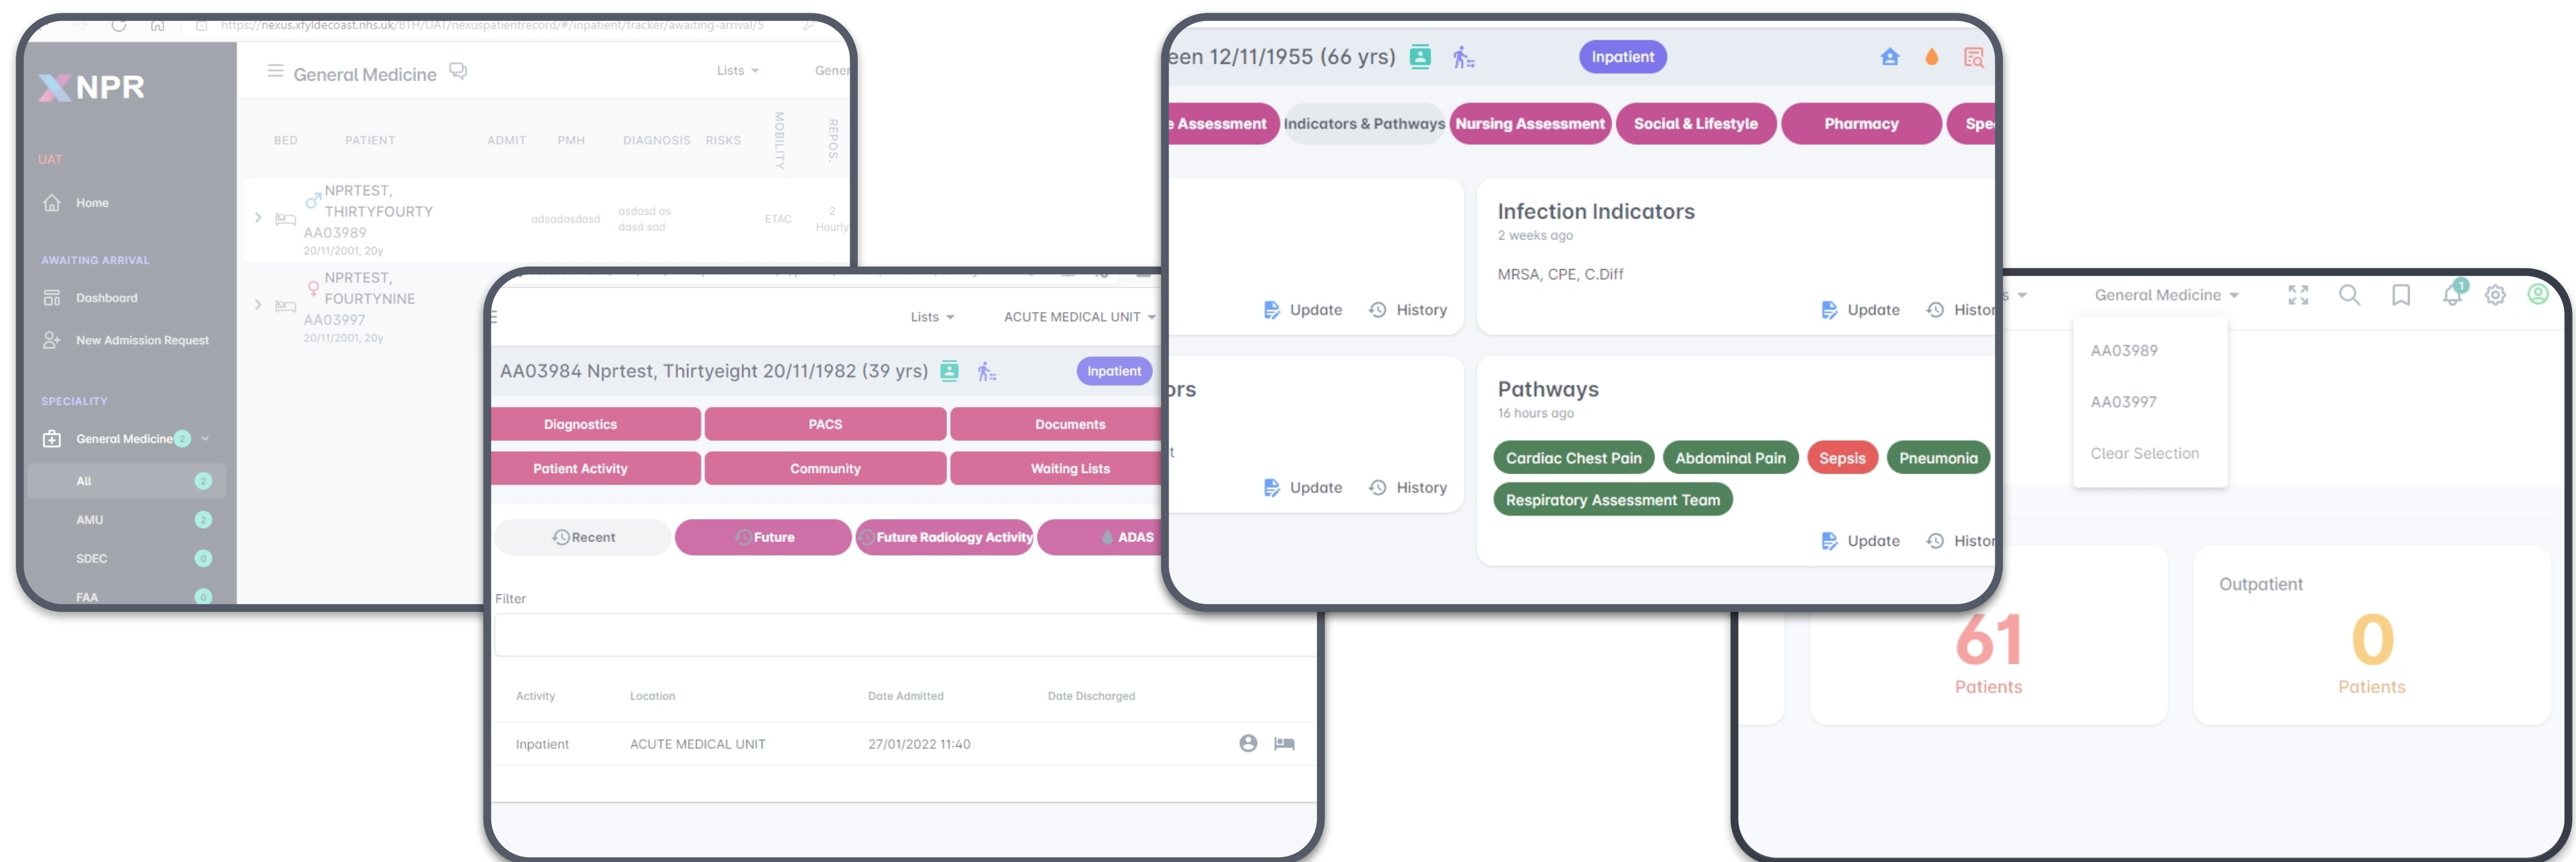 https://nexus.xfyldecoast.nhs.uk/BTH/UAT/nexuspatientrecord/#/inpatient/tracker/awaiting-arrival/5
XNPR
UAT
Home
AWAITING ARRIVAL
Dashboard
New Admission Request
SPECIALITY
General Medicine 2
All 2
AMU 2
SDEC 0
FAA 0
General Medicine
Lists
Gener
BED PATIENT ADMIT PMH DIAGNOSIS RISKS MOBILITY REPOS.
NPRTEST,
THIRTYFOURTY
AA03989
20/11/2001, 20y
adsadasdasd
asdasd as
dasd sad
ETAC
2
Hourly
NPRTEST,
FOURTYNINE
AA03997
20/11/2001, 20y
Lists ACUTE MEDICAL UNIT
AA03984 Nprtest, Thirtyeight 20/11/1982 (39 yrs) Inpatient
Diagnostics PACS Documents
Patient Activity Community Waiting Lists
Recent Future Future Radiology Activity ADAS
Filter
Activity Location Date Admitted Date Discharged
Inpatient ACUTE MEDICAL UNIT 27/01/2022 11:40
een 12/11/1955 (66 yrs) Inpatient
e Assessment Indicators & Pathways Nursing Assessment Social & Lifestyle Pharmacy Spe
Update History
ors
t
Update History
Infection Indicators
2 weeks ago
MRSA, CPE, C.Diff
Update Histor
Pathways
16 hours ago
Cardiac Chest Pain Abdominal Pain Sepsis Pneumonia
Respiratory Assessment Team
Update Histor
s General Medicine 1
AA03989
AA03997
Clear Selection
61
Patients
Outpatient
0
Patients